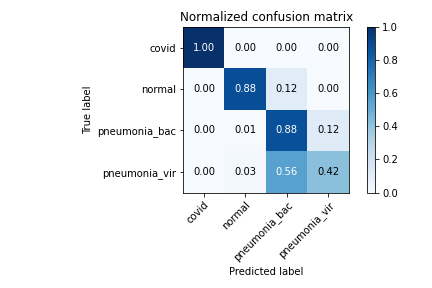 Normalized confusion matrix
True label
covid 1.00 0.00 0.00 0.00
normal 0.00 0.88 0.12 0.00
pneumonia_bac 0.00 0.01 0.88 0.12
pneumonia_vir 0.00 0.03 0.56 0.42
covid normal pneumonia_bac pneumonia_vir
Predicted label
1.0
0.8
0.6
0.4
0.2
0.0